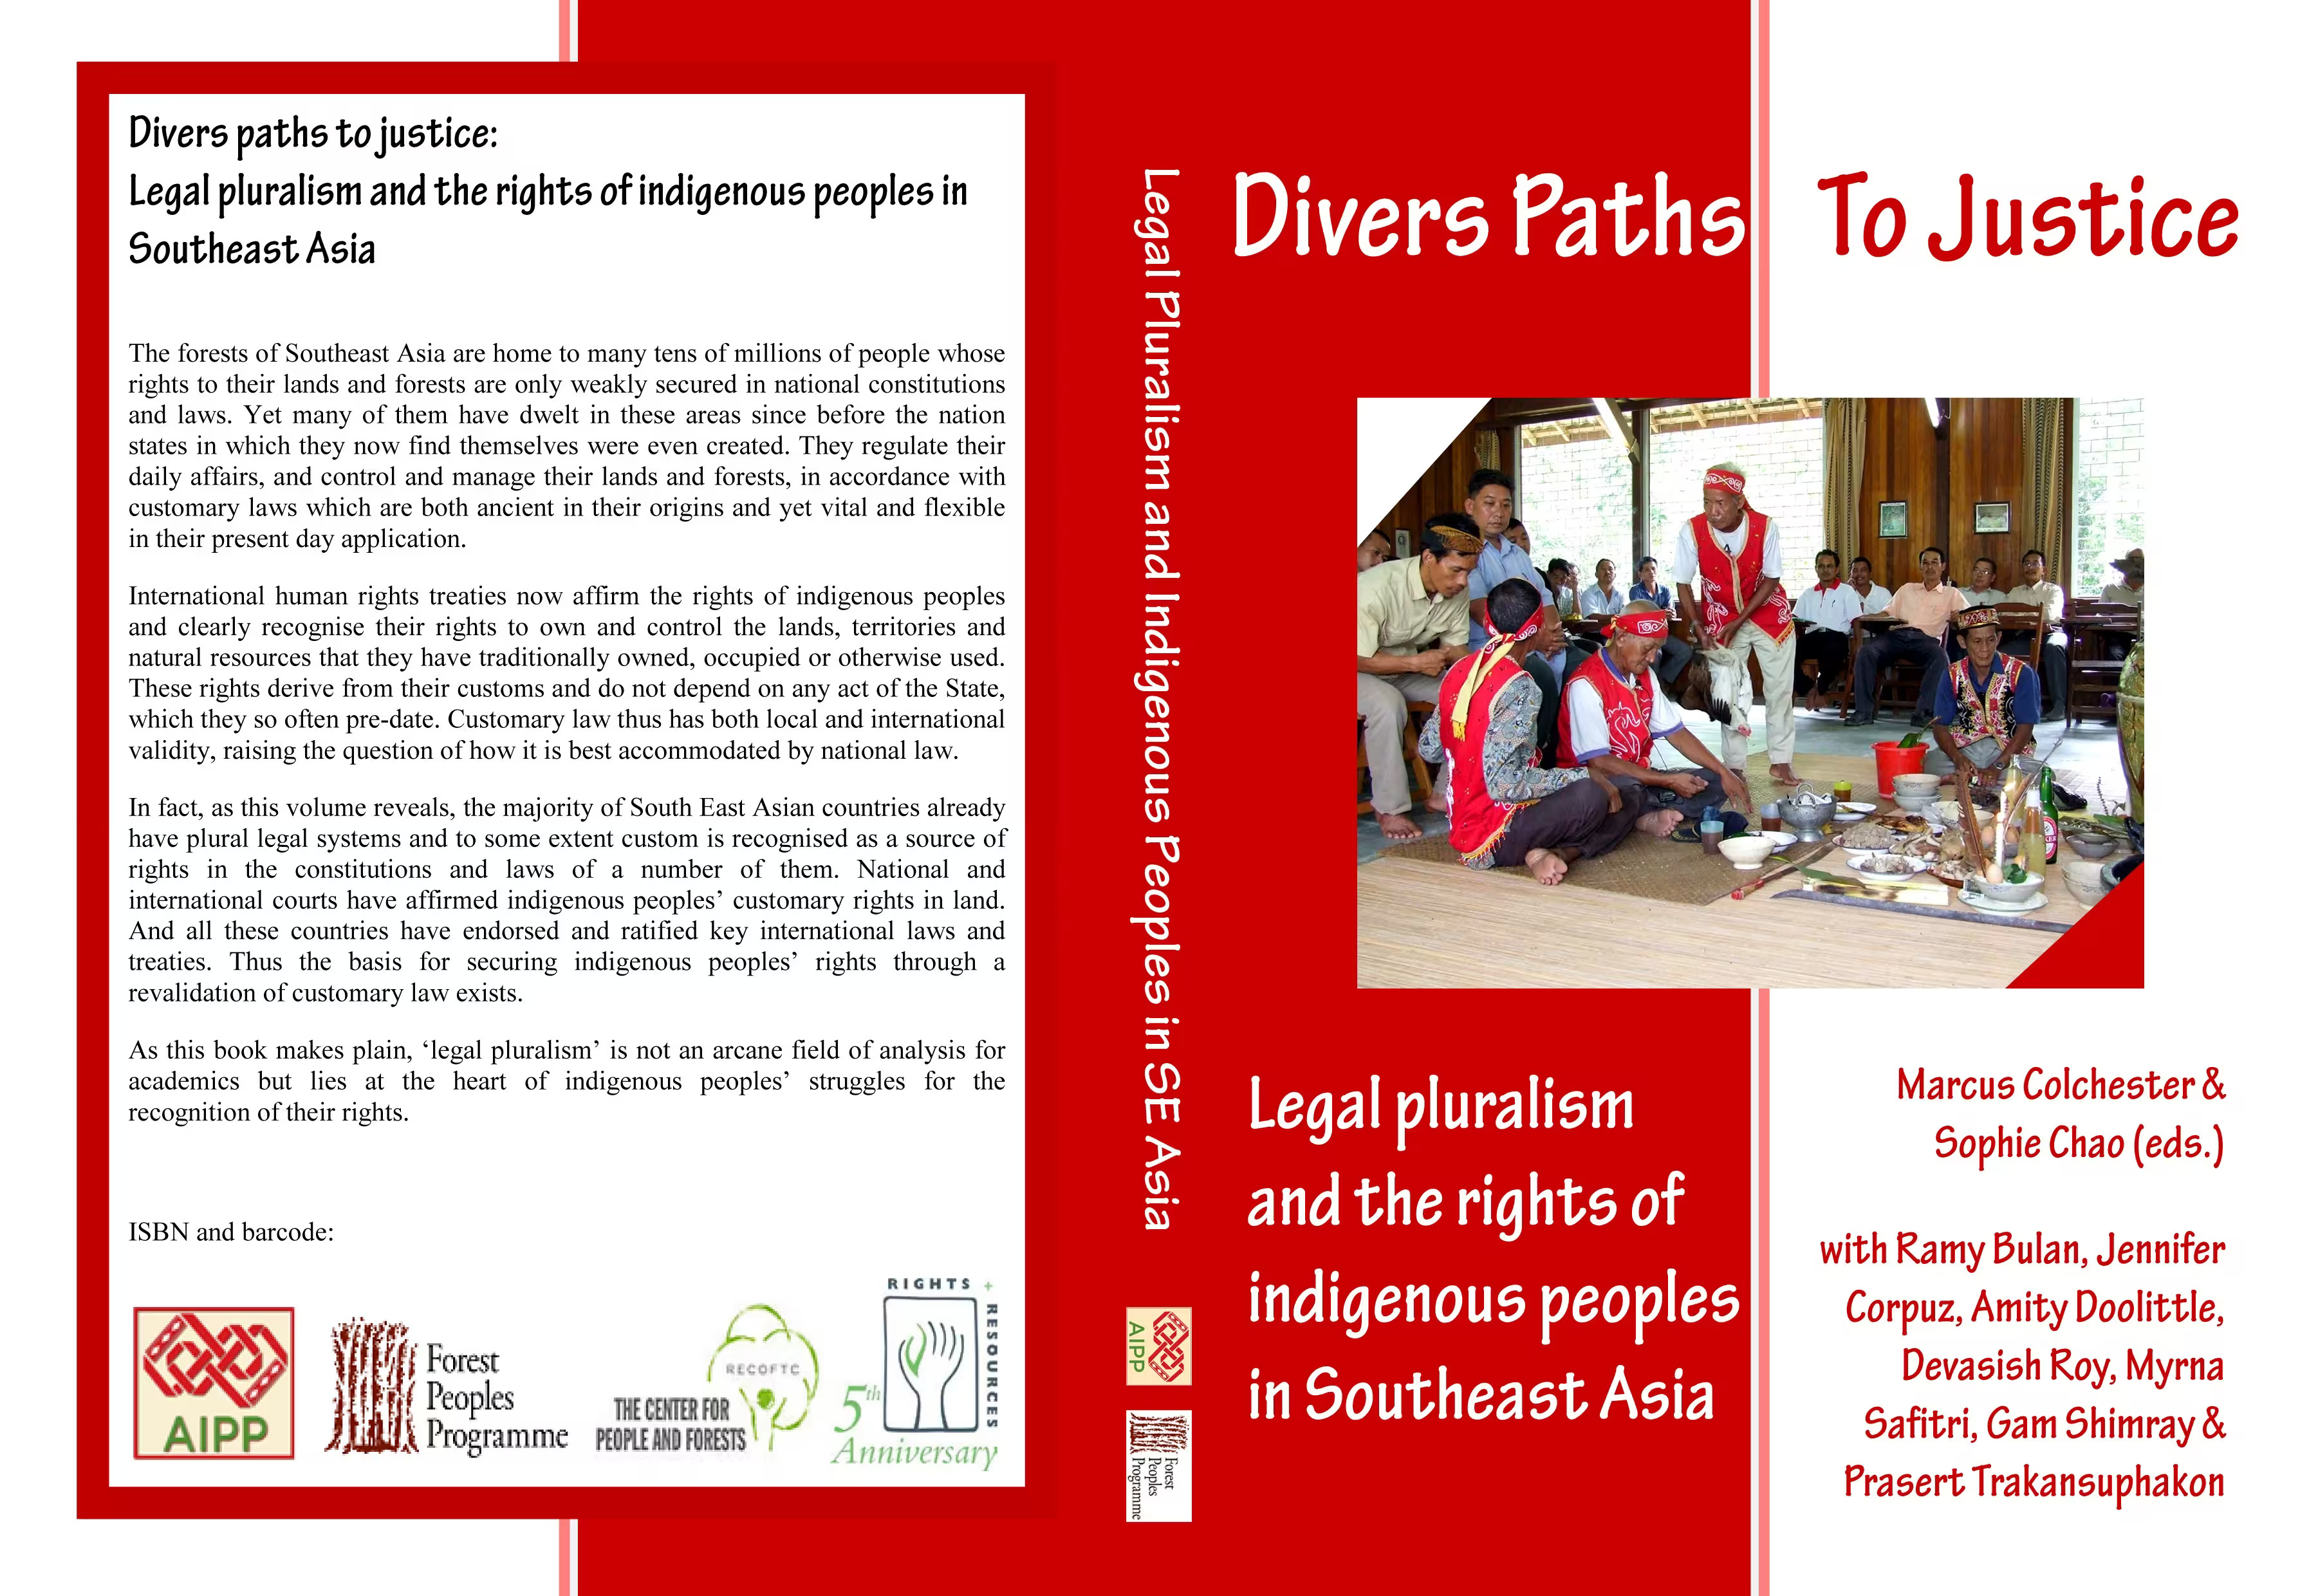 Divers paths to justice:
Legal pluralism and the rights of indigenous peoples in
Southeast Asia
The forests of Southeast Asia are home to many tens of millions of people whose
rights to their lands and forests are only weakly secured in national constitutions
and laws. Yet many of them have dwelt in these areas since before the nation
states in which they now find themselves were even created. They regulate their
daily affairs, and control and manage their lands and forests, in accordance with
customary laws which are both ancient in their origins and yet vital and flexible
in their present day application.
International human rights treaties now affirm the rights of indigenous peoples
and clearly recognise their rights to own and control the lands, territories and
natural resources that they have traditionally owned, occupied or otherwise used.
These rights derive from their customs and do not depend on any act of the State,
which they so often pre-date. Customary law thus has both local and international
validity, raising the question of how it is best accommodated by national law.
In fact, as this volume reveals, the majority of South East Asian countries already
have plural legal systems and to some extent custom is recognised as a source of
rights in the constitutions and laws of a number of them. National and
international courts have affirmed indigenous peoples’ customary rights in land.
And all these countries have endorsed and ratified key international laws and
treaties. Thus the basis for securing indigenous peoples’ rights through a
revalidation of customary law exists.
As this book makes plain, ‘legal pluralism’ is not an arcane field of analysis for
academics but lies at the heart of indigenous peoples’ struggles for the
recognition of their rights.
ISBN and barcode:
AIPP
Forest
Peoples
Programme
RECOFTC
THE CENTER FOR
PEOPLE AND FORESTS
RIGHTS +
RESOURCES
5th
Anniversary
Legal Pluralism and Indigenous Peoples in SE Asia
AIPP
Forest
Peoples
Programme
Divers Paths To Justice
Legal pluralism
and the rights of
indigenous peoples
in Southeast Asia
Marcus Colchester &
Sophie Chao (eds.)
with Ramy Bulan, Jennifer
Corpuz, Amity Doolittle,
Devasish Roy, Myrna
Safitri, Gam Shimray &
Prasert Trakansuphakon